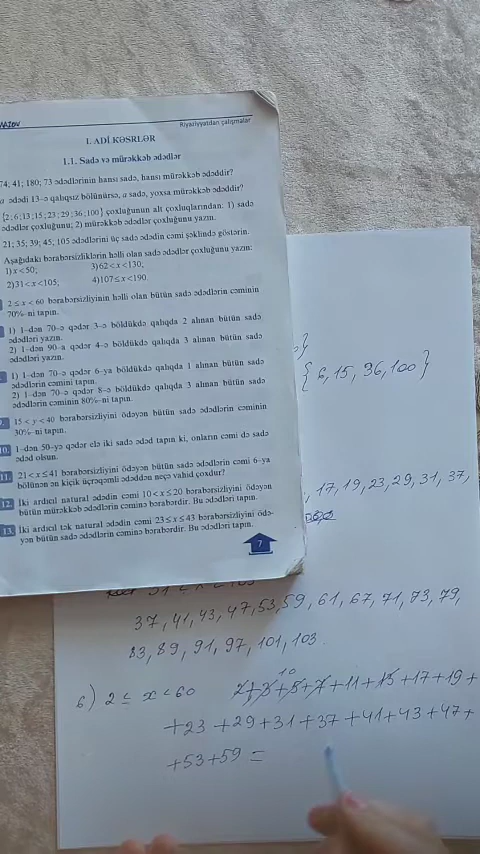 Riyaziyyatdan çalışmalar
I. ADİ KƏSRLƏR
1.1. Sadə və mürəkkəb ədədlər
74; 41; 180; 73 ədədlərinin hansı sadə, hansı mürəkkəb ədəddir?
a ədədi 13-ə qalıqsız bölünürsə, a sadə, yoxsa mürəkkəb ədəddir?
{2; 6; 13; 15; 23; 29; 36; 100} çoxluğunun alt çoxluqlarından: 1) sadə
ədədlər çoxluğunu; 2) mürəkkəb ədədlər çoxluğunu yazın.
21; 35; 39; 45; 105 ədədlərini üç sadə ədədin cəmi şəklində göstərin.
Aşağıdakı bərabərsizliklərin həlli olan sadə ədədlər çoxluğunu yazın:
1) x < 50; 3) 62 < x < 130;
2) 31 < x < 105; 4) 107 ≤ x < 190.
2 ≤ x < 60 bərabərsizliyinin həlli olan bütün sadə ədədlərin cəminin
70%-ni tapın.
1) 1-dən 70-ə qədər 3-ə böldükdə qalıqda 2 alınan bütün sadə
ədədləri yazın.
2) 1-dən 90-a qədər 4-ə böldükdə qalıqda 3 alınan bütün sadə
ədədləri yazın.
1) 1-dən 70-ə qədər 6-ya böldükdə qalıqda 1 alınan bütün sadə
ədədlərin cəmini tapın.
2) 1-dən 70-ə qədər 8-ə böldükdə qalıqda 3 alınan bütün sadə
ədədlərin cəminin 80%-ni tapın.
15 < y < 40 bərabərsizliyini ödəyən bütün sadə ədədlərin cəminin
30%-ni tapın.
10. 1-dən 50-yə qədər elə iki sadə ədəd tapın ki, onların cəmi də sadə
ədəd olsun.
11. 21 < x ≤ 41 bərabərsizliyini ödəyən bütün sadə ədədlərin cəmi 6-ya
bölünən ən kiçik üçrəqəmli ədəddən neçə vahid çoxdur?
12. İki ardıcıl natural ədədin cəmi 10 < x ≤ 20 bərabərsizliyini ödəyən
bütün mürəkkəb ədədlərin cəminə bərabərdir. Bu ədədləri tapın.
13. İki ardıcıl tək natural ədədin cəmi 23 ≤ x ≤ 43 bərabərsizliyini ödə-
yən bütün sadə ədədlərin cəminə bərabərdir. Bu ədədləri tapın.
7
}
{ 6, 15, 36, 100 }
, 17, 19, 23, 29, 31, 37,
37, 41, 43, 47, 53, 59, 61, 67, 71, 73, 79,
83, 89, 91, 97, 101, 103.
10
6) 2 ≤ x < 60 2+3+5+7+11+13+17+19+
+23+29+31+37+41+43+47+
+53+59=